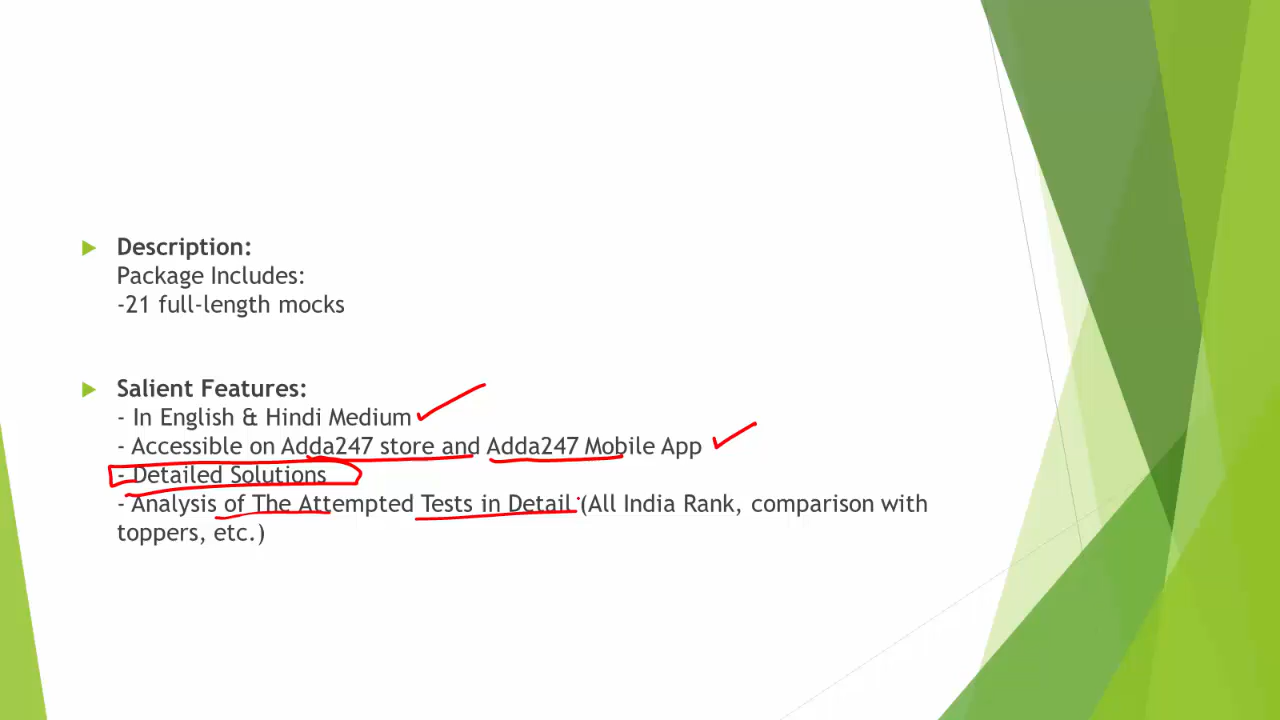 Description:
Package Includes:
-21 full-length mocks
Salient Features:
- In English & Hindi Medium
- Accessible on Adda247 store and Adda247 Mobile App
- Detailed Solutions
- Analysis of The Attempted Tests in Detail (All India Rank, comparison with
toppers, etc.)